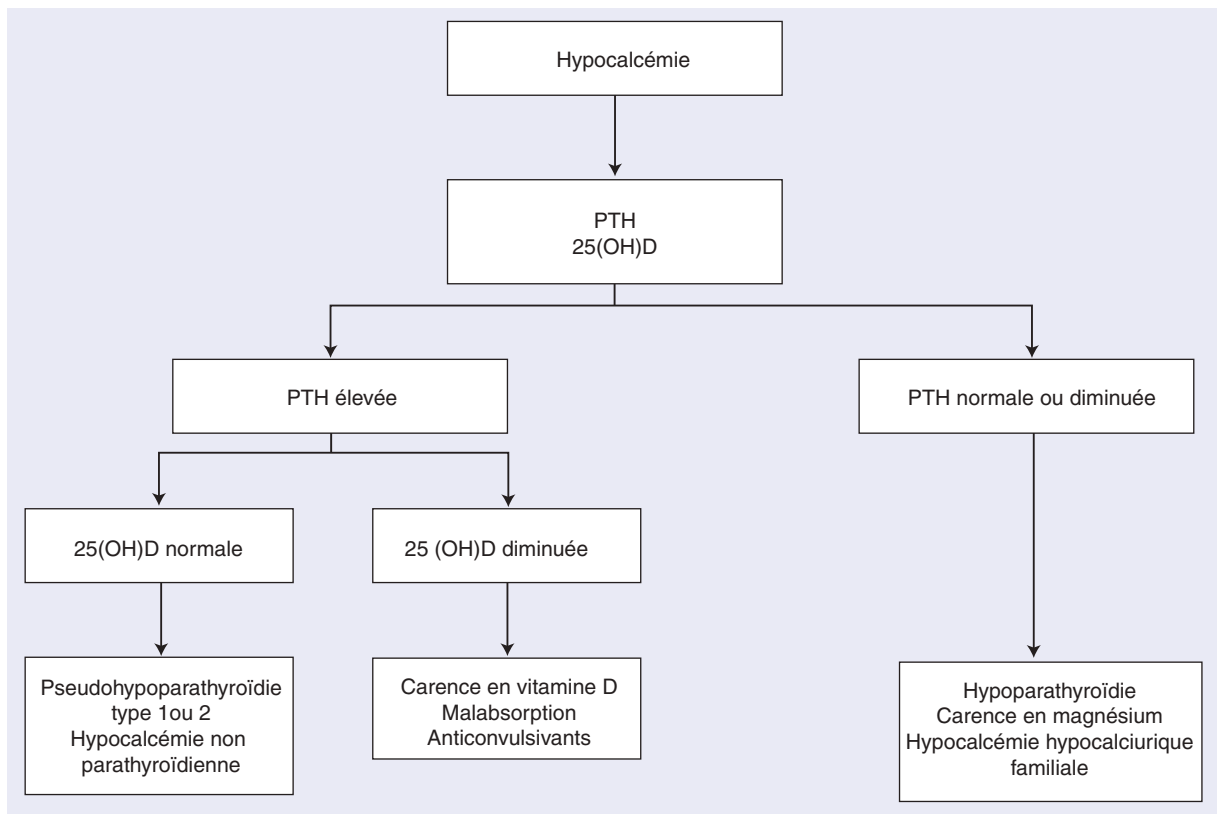 Hypocalcémie
PTH
25(OH)D
PTH élevée
PTH normale ou diminuée
25(OH)D normale
25 (OH)D diminuée
Pseudohypoparathyroïdie
type 1ou 2
Hypocalcémie non
parathyroïdienne
Carence en vitamine D
Malabsorption
Anticonvulsivants
Hypoparathyroïdie
Carence en magnésium
Hypocalcémie hypocalciurique
familiale